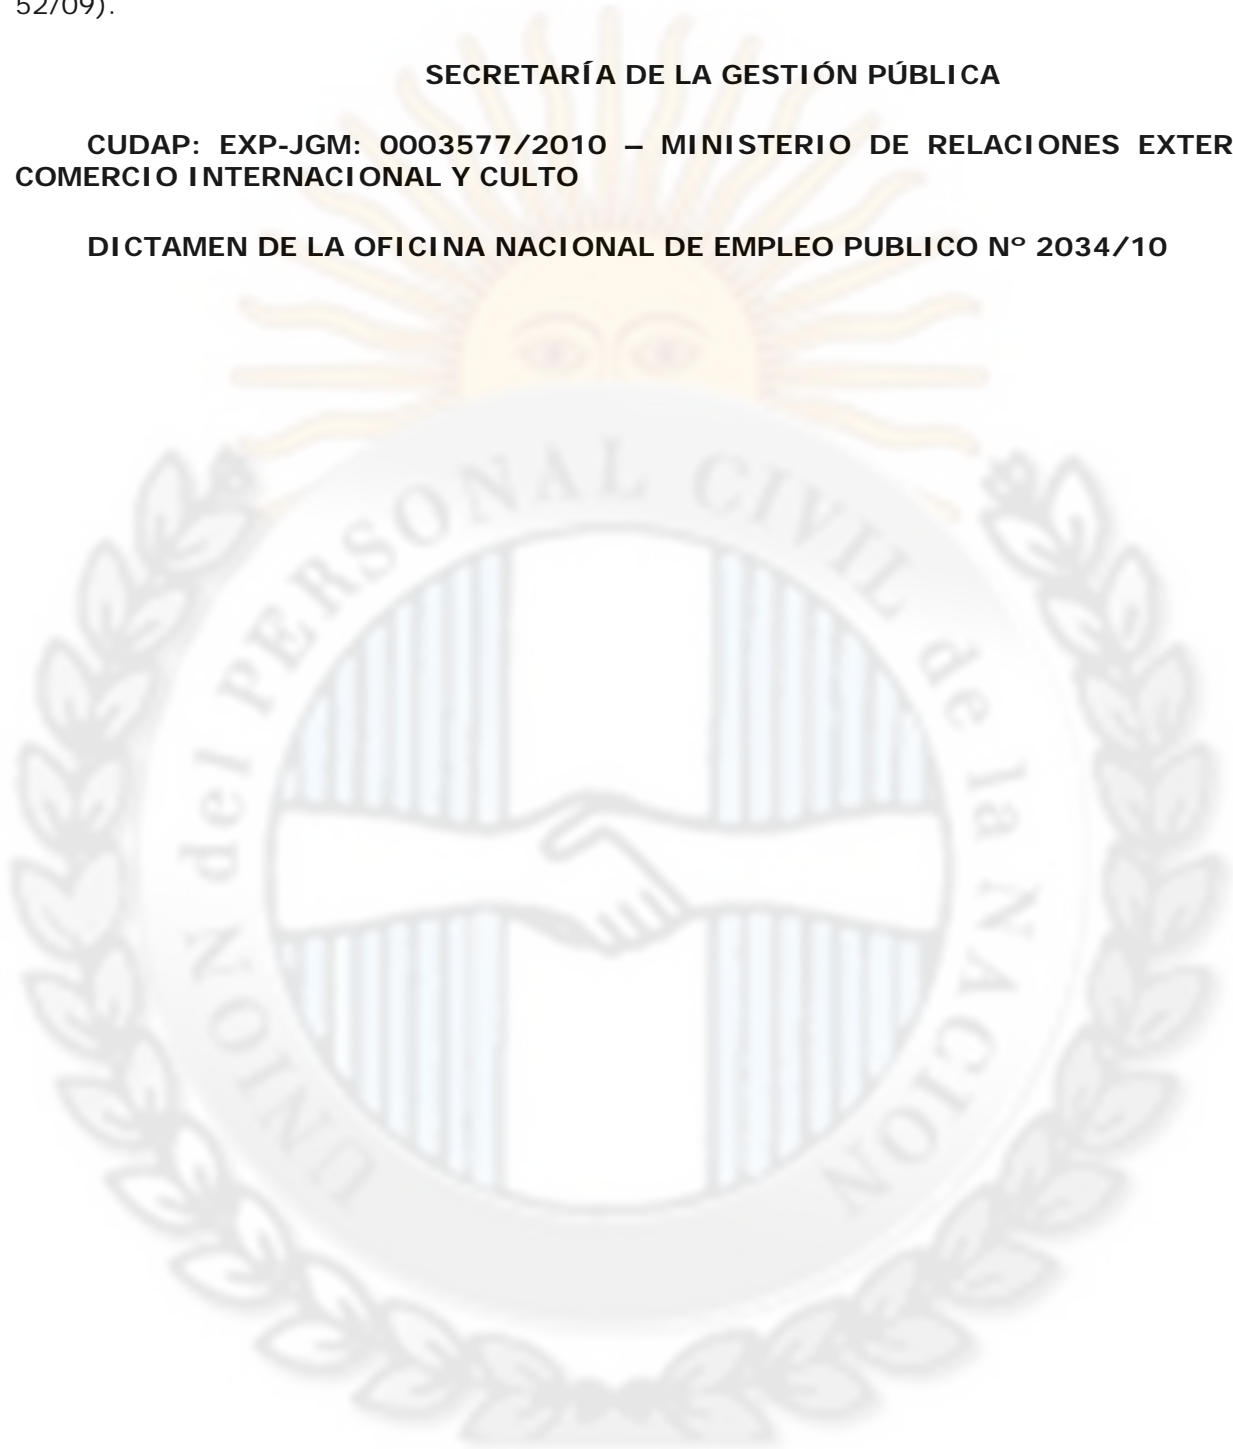 52/09).
SECRETARÍA DE LA GESTIÓN PÚBLICA
CUDAP: EXP-JGM: 0003577/2010 – MINISTERIO DE RELACIONES EXTER
COMERCIO INTERNACIONAL Y CULTO
DICTAMEN DE LA OFICINA NACIONAL DE EMPLEO PUBLICO Nº 2034/10
UNION del PERSONAL CIVIL de la NACION